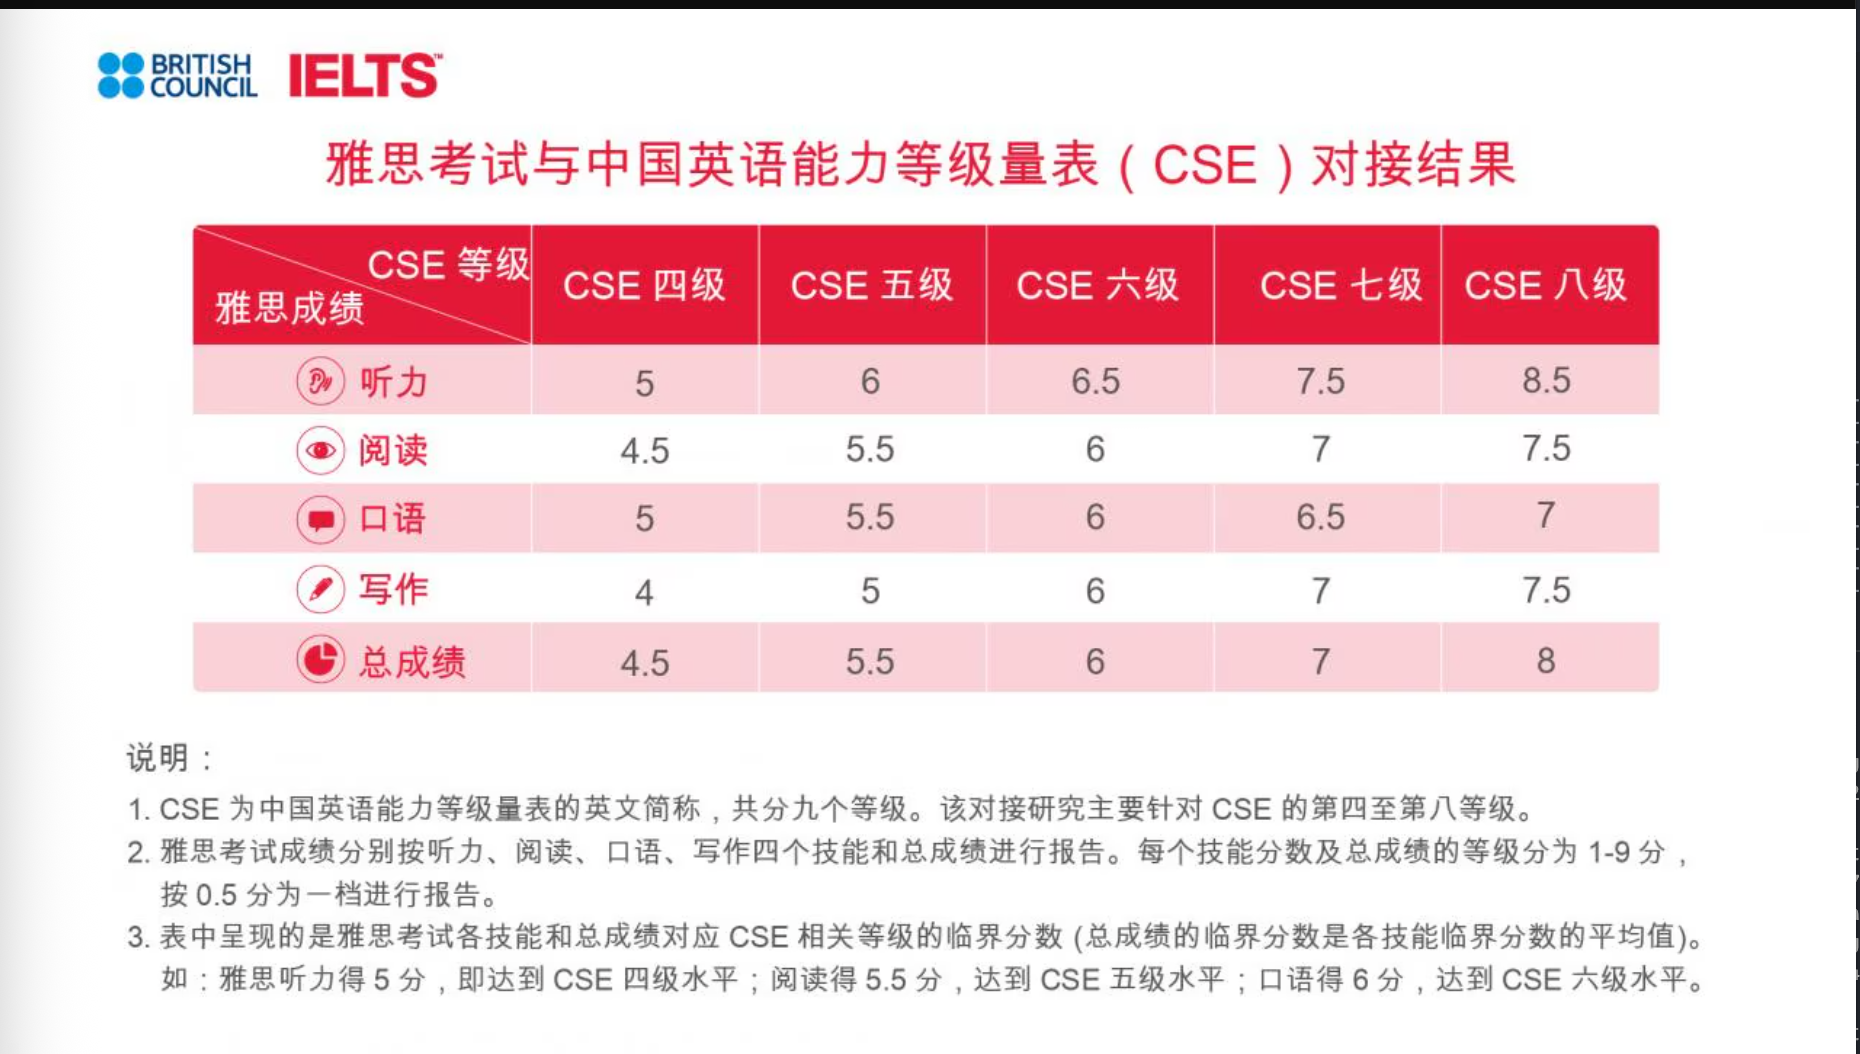 BRITISH
COUNCIL
IELTS™
雅思考试与中国英语能力等级量表（CSE）对接结果
CSE 等级
雅思成绩
CSE 四级 CSE 五级 CSE 六级 CSE 七级 CSE 八级
听力 5 6 6.5 7.5 8.5
阅读 4.5 5.5 6 7 7.5
口语 5 5.5 6 6.5 7
写作 4 5 6 7 7.5
总成绩 4.5 5.5 6 7 8
说明：
1. CSE 为中国英语能力等级量表的英文简称，共分九个等级。该对接研究主要针对 CSE 的第四至第八等级。
2. 雅思考试成绩分别按听力、阅读、口语、写作四个技能和总成绩进行报告。每个技能分数及总成绩的等级分为 1-9 分，
按 0.5 分为一档进行报告。
3. 表中呈现的是雅思考试各技能和总成绩对应 CSE 相关等级的临界分数 (总成绩的临界分数是各技能临界分数的平均值)。
如：雅思听力得 5 分，即达到 CSE 四级水平；阅读得 5.5 分，达到 CSE 五级水平；口语得 6 分，达到 CSE 六级水平。